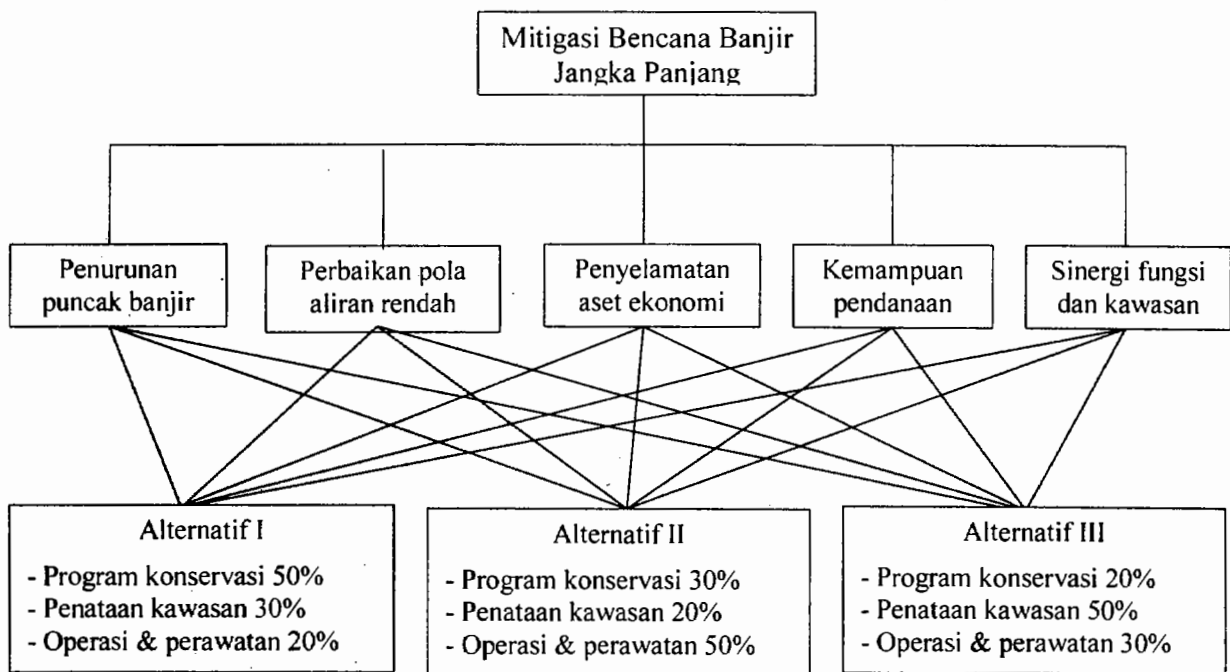 Mitigasi Bencana Banjir
Jangka Panjang
Penurunan
puncak banjir
Perbaikan pola
aliran rendah
Penyelamatan
aset ekonomi
Kemampuan
pendanaan
Sinergi fungsi
dan kawasan
Alternatif I
- Program konservasi 50%
- Penataan kawasan 30%
- Operasi & perawatan 20%
Alternatif II
- Program konservasi 30%
- Penataan kawasan 20%
- Operasi & perawatan 50%
Alternatif III
- Program konservasi 20%
- Penataan kawasan 50%
- Operasi & perawatan 30%